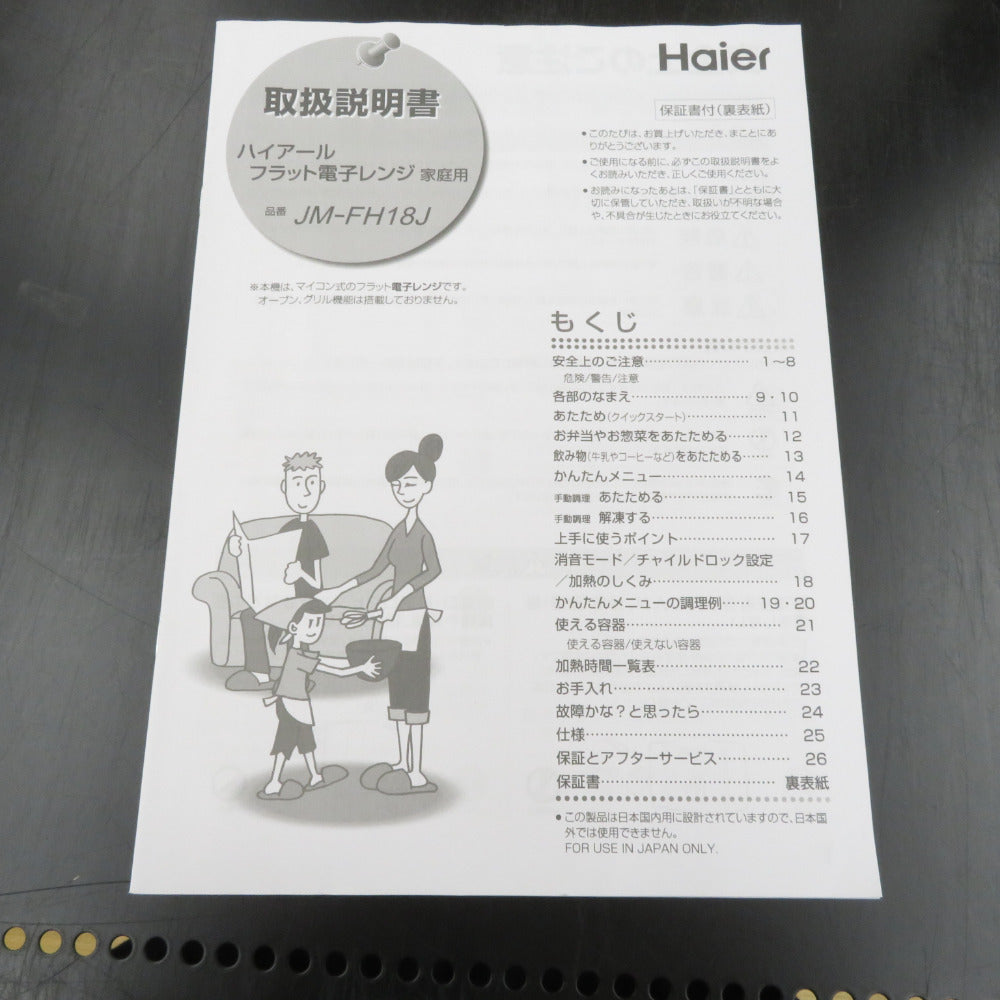 Haier
取扱説明書
ハイアール
フラット電子レンジ 家庭用
品番 JM-FH18J
保証書付(裏表紙)
●このたびは、お買上げいただき、まことにあ
りがとうございます。
●ご使用になる前に、必ずこの取扱説明書をよ
くお読みいただき、正しくご使用ください。
●お読みになったあとは、「保証書」とともに大
切に保管していただき、取扱いが不明な場合
や、不具合が生じたときにお役立てください。
※本機は、マイコン式のフラット電子レンジです。
オーブン、グリル機能は搭載しておりません。
もくじ
安全上のご注意…………………… 1〜8
危険/警告/注意
各部のなまえ…………………… 9・10
あたため(クイックスタート)……………… 11
お弁当やお惣菜をあたためる……… 12
飲み物(牛乳やコーヒーなど)をあたためる…… 13
かんたんメニュー…………………… 14
手動調理 あたためる…………………… 15
手動調理 解凍する……………………… 16
上手に使うポイント………………… 17
消音モード／チャイルドロック設定
／加熱のしくみ…………………… 18
かんたんメニューの調理例…… 19・20
使える容器………………………… 21
使える容器/使えない容器
加熱時間一覧表…………………… 22
お手入れ…………………………… 23
故障かな？と思ったら…………… 24
仕様………………………………… 25
保証とアフターサービス………… 26
保証書…………………………… 裏表紙
●この製品は日本国内用に設計されていますので、日本国
外では使用できません。
FOR USE IN JAPAN ONLY.